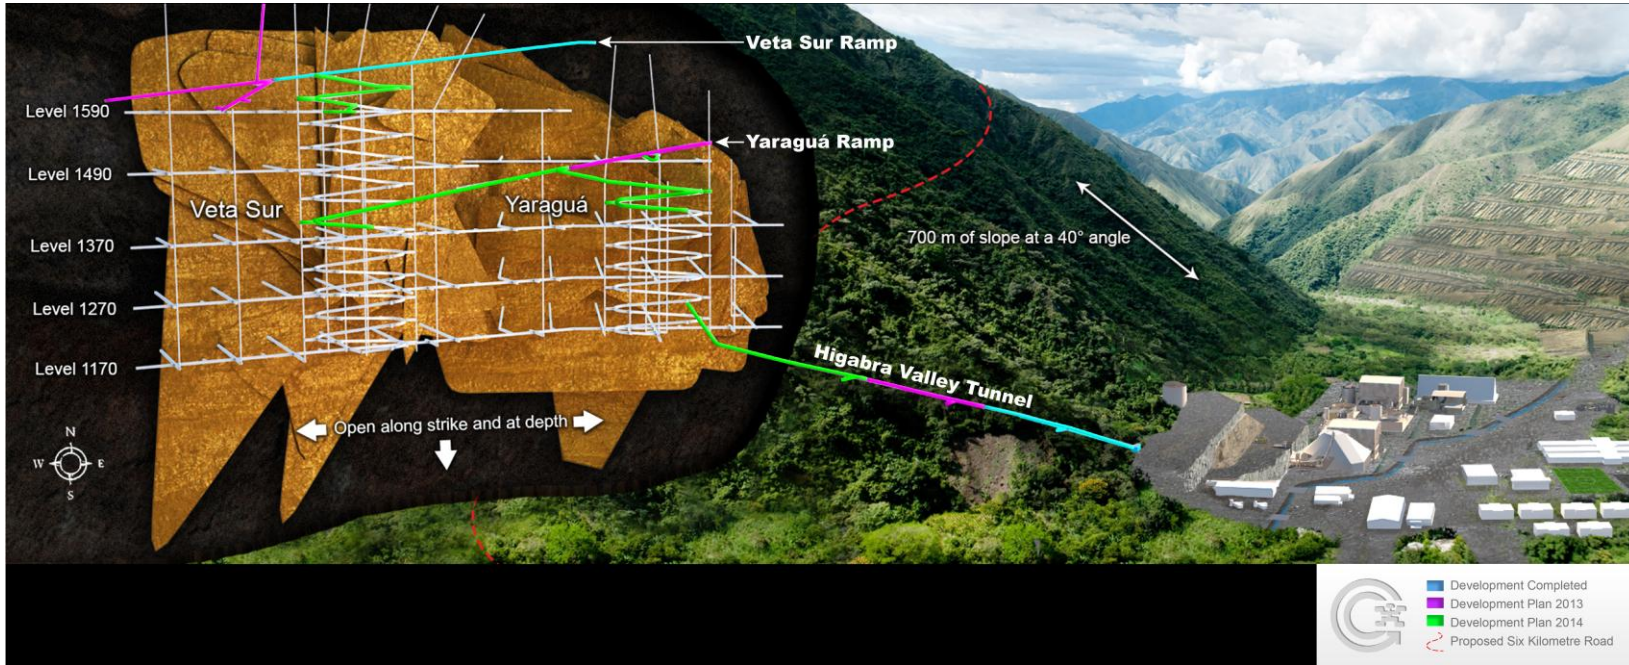 Veta Sur Ramp
Level 1590
Yaraguá Ramp
Level 1490
Veta Sur
Yaraguá
Level 1370
700 m of slope at a 40° angle
Level 1270
Level 1170
Higabra Valley Tunnel
Open along strike and at depth
N
W E
S
Development Completed
Development Plan 2013
Development Plan 2014
Proposed Six Kilometre Road